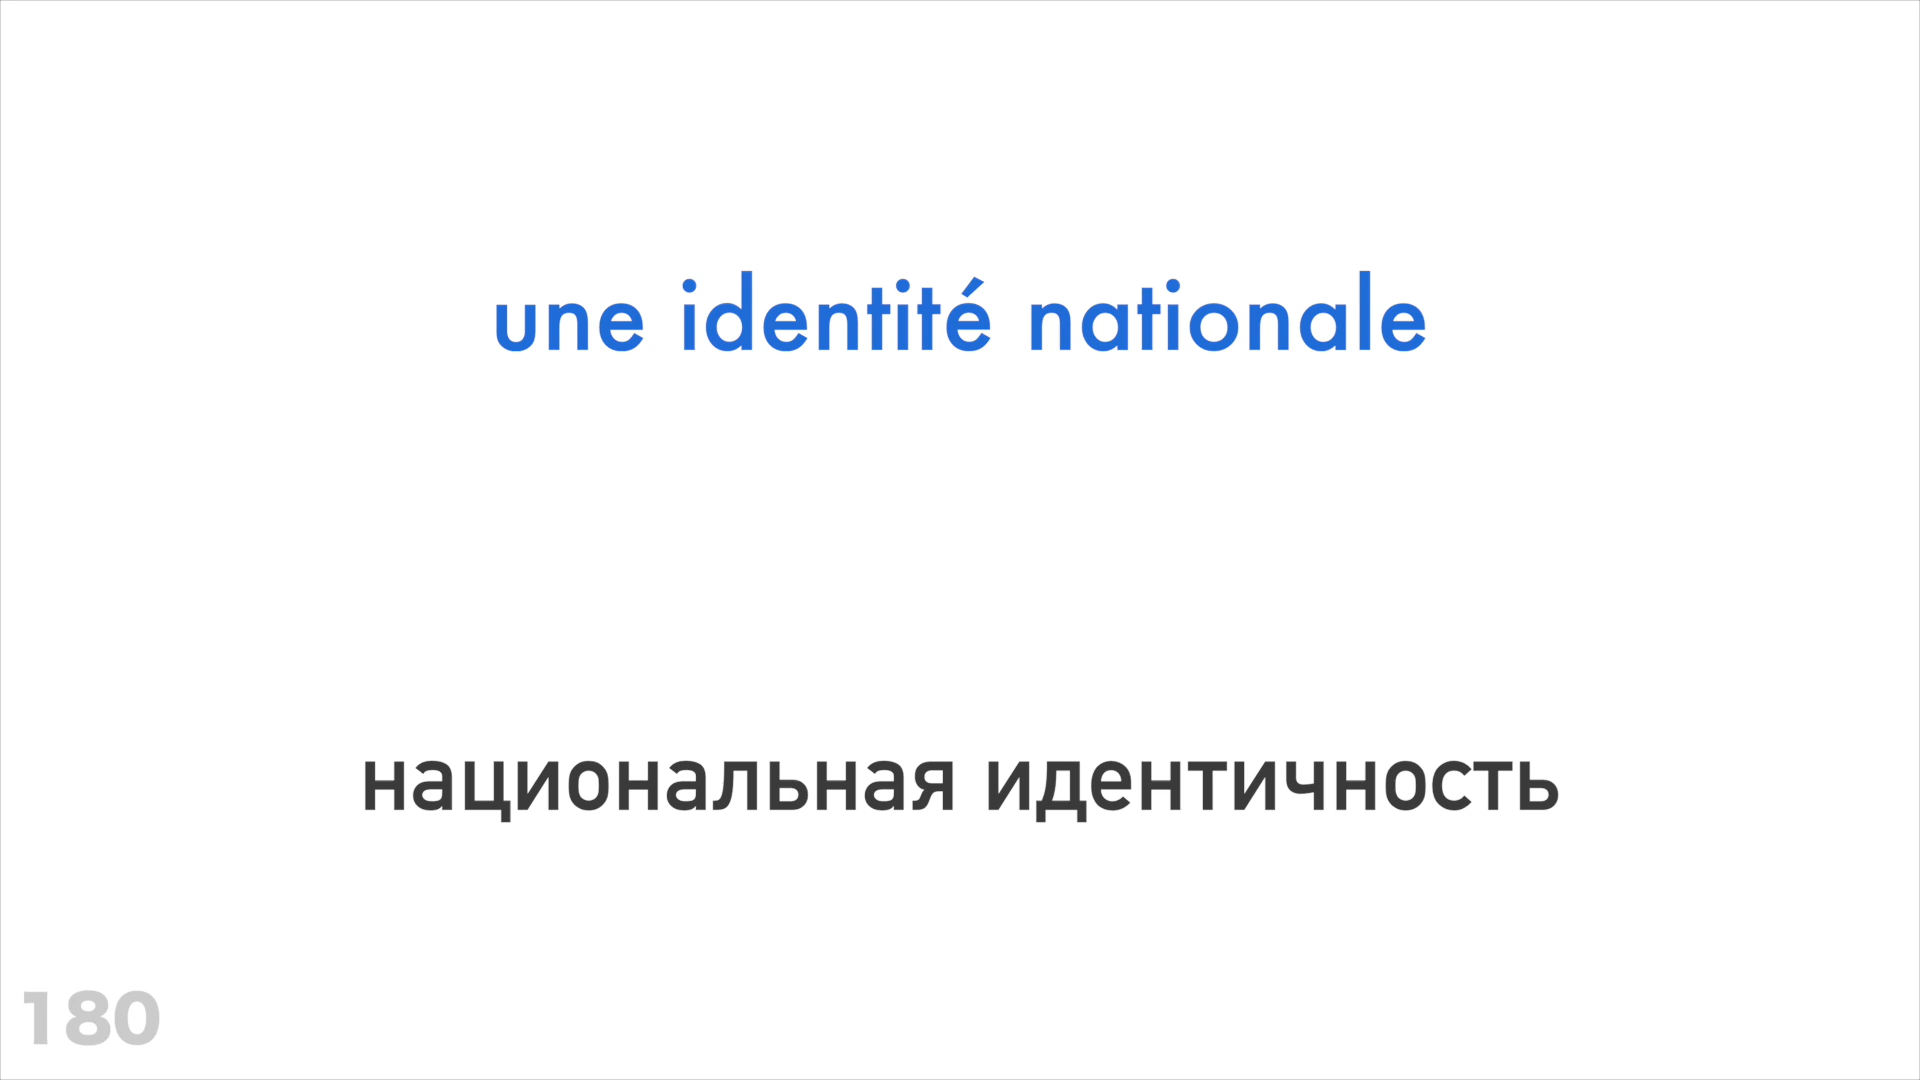 une identité nationale
национальная идентичность
180